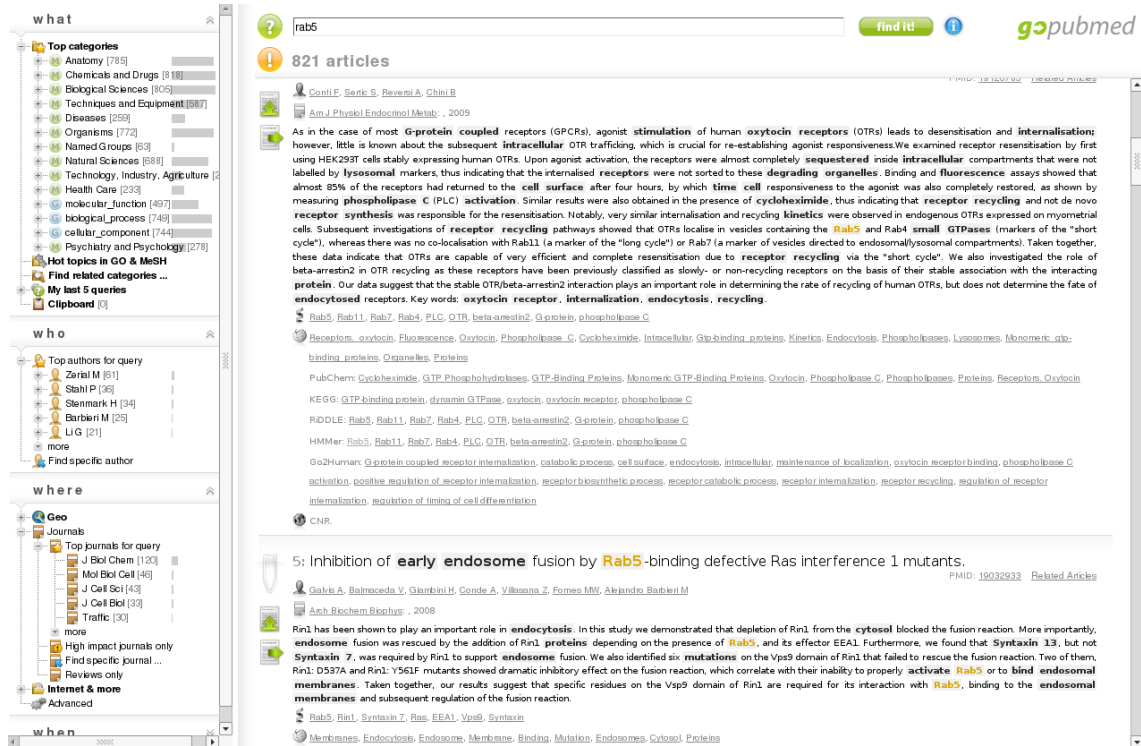 what
Top categories
Anatomy [785]
Chemicals and Drugs [818]
Biological Sciences [805]
Techniques and Equipment [587]
Diseases [259]
Organisms [772]
Named Groups [63]
Natural Sciences [688]
Technology, Industry, Agriculture [2
Health Care [233]
molecular_function [497]
biological_process [749]
cellular_component [744]
Psychiatry and Psychology [278]
Hot topics in GO & MeSH
Find related categories ...
My last 5 queries
Clipboard [0]
who
Top authors for query
Zerial M [61]
Stahl P [36]
Stenmark H [34]
Barbieri M [25]
Li G [21]
more
Find specific author
where
Geo
Journals
Top journals for query
J Biol Chem [120]
Mol Biol Cell [46]
J Cell Sci [43]
J Cell Biol [33]
Traffic [30]
more
High impact journals only
Find specific journal ...
Reviews only
Internet & more
Advanced
when
rab5
find it!
gopubmed
821 articles
Related Articles
Conti F, Sertic S, Reversi A, Chini B
Am J Physiol Endocrinol Metab: , 2009
As in the case of most G-protein coupled receptors (GPCRs), agonist stimulation of human oxytocin receptors (OTRs) leads to desensitisation and internalisation;
however, little is known about the subsequent intracellular OTR trafficking, which is crucial for re-establishing agonist responsiveness.We examined receptor resensitisation by first
using HEK293T cells stably expressing human OTRs. Upon agonist activation, the receptors were almost completely sequestered inside intracellular compartments that were not
labelled by lysosomal markers, thus indicating that the internalised receptors were not sorted to these degrading organelles. Binding and fluorescence assays showed that
almost 85% of the receptors had returned to the cell surface after four hours, by which time cell responsiveness to the agonist was also completely restored, as shown by
measuring phospholipase C (PLC) activation. Similar results were also obtained in the presence of cycloheximide, thus indicating that receptor recycling and not de novo
receptor synthesis was responsible for the resensitisation. Notably, very similar internalisation and recycling kinetics were observed in endogenous OTRs expressed on myometrial
cells. Subsequent investigations of receptor recycling pathways showed that OTRs localise in vesicles containing the Rab5 and Rab4 small GTPases (markers of the "short
cycle"), whereas there was no co-localisation with Rab11 (a marker of the "long cycle") or Rab7 (a marker of vesicles directed to endosomal/lysosomal compartments). Taken together,
these data indicate that OTRs are capable of very efficient and complete resensitisation due to receptor recycling via the "short cycle". We also investigated the role of
beta-arrestin2 in OTR recycling as these receptors have been previously classified as slowly- or non-recycling receptors on the basis of their stable association with the interacting
protein. Our data suggest that the stable OTR/beta-arrestin2 interaction plays an important role in determining the rate of recycling of human OTRs, but does not determine the fate of
endocytosed receptors. Key words: oxytocin receptor, internalization, endocytosis, recycling.
Rab5, Rab11, Rab7, Rab4, PLC, OTR, beta-arrestin2, G-protein, phospholipase C
Receptors, oxytocin, Fluorescence, Oxytocin, Phospholipase C, Cycloheximide, Intracellular, Gtp-binding proteins, Kinetics, Endocytosis, Phospholipases, Lysosomes, Monomeric gtp-
binding proteins, Organelles, Proteins
PubChem: Cycloheximide, GTP Phosphohydrolases, GTP-Binding Proteins, Monomeric GTP-Binding Proteins, Oxytocin, Phospholipase C, Phospholipases, Proteins, Receptors, Oxytocin
KEGG: GTP-binding protein, dynamin GTPase, oxytocin, oxytocin receptor, phospholipase C
RiDDLE: Rab5, Rab11, Rab7, Rab4, PLC, OTR, beta-arrestin2, G-protein, phospholipase C
HMMer: Rab5, Rab11, Rab7, Rab4, PLC, OTR, beta-arrestin2, G-protein, phospholipase C
Go2Human: G-protein coupled receptor internalization, catabolic process, cell surface, endocytosis, intracellular, maintenance of localization, oxytocin receptor binding, phospholipase C
activation, positive regulation of receptor internalization, receptor biosynthetic process, receptor catabolic process, receptor internalization, receptor recycling, regulation of receptor
internalization, regulation of timing of cell differentiation
CNR.
5: Inhibition of early endosome fusion by Rab5-binding defective Ras interference 1 mutants.
PMID: 19032933 Related Articles
Galvis A, Balmaceda V, Giambini H, Conde A, Villasana Z, Fornes MW, Alejandro Barbieri M
Arch Biochem Biophys: , 2008
Rin1 has been shown to play an important role in endocytosis. In this study we demonstrated that depletion of Rin1 from the cytosol blocked the fusion reaction. More importantly,
endosome fusion was rescued by the addition of Rin1 proteins depending on the presence of Rab5, and its effector EEA1. Furthermore, we found that Syntaxin 13, but not
Syntaxin 7, was required by Rin1 to support endosome fusion. We also identified six mutations on the Vps9 domain of Rin1 that failed to rescue the fusion reaction. Two of them,
Rin1: D537A and Rin1: Y561F mutants showed dramatic inhibitory effect on the fusion reaction, which correlate with their inability to properly activate Rab5 or to bind endosomal
membranes. Taken together, our results suggest that specific residues on the Vsp9 domain of Rin1 are required for its interaction with Rab5, binding to the endosomal
membranes and subsequent regulation of the fusion reaction.
Rab5, Rin1, Syntaxin 7, Ras, EEA1, Vps9, Syntaxin
Membranes, Endocytosis, Endosome, Membrane, Binding, Mutation, Endosomes, Cytosol, Proteins